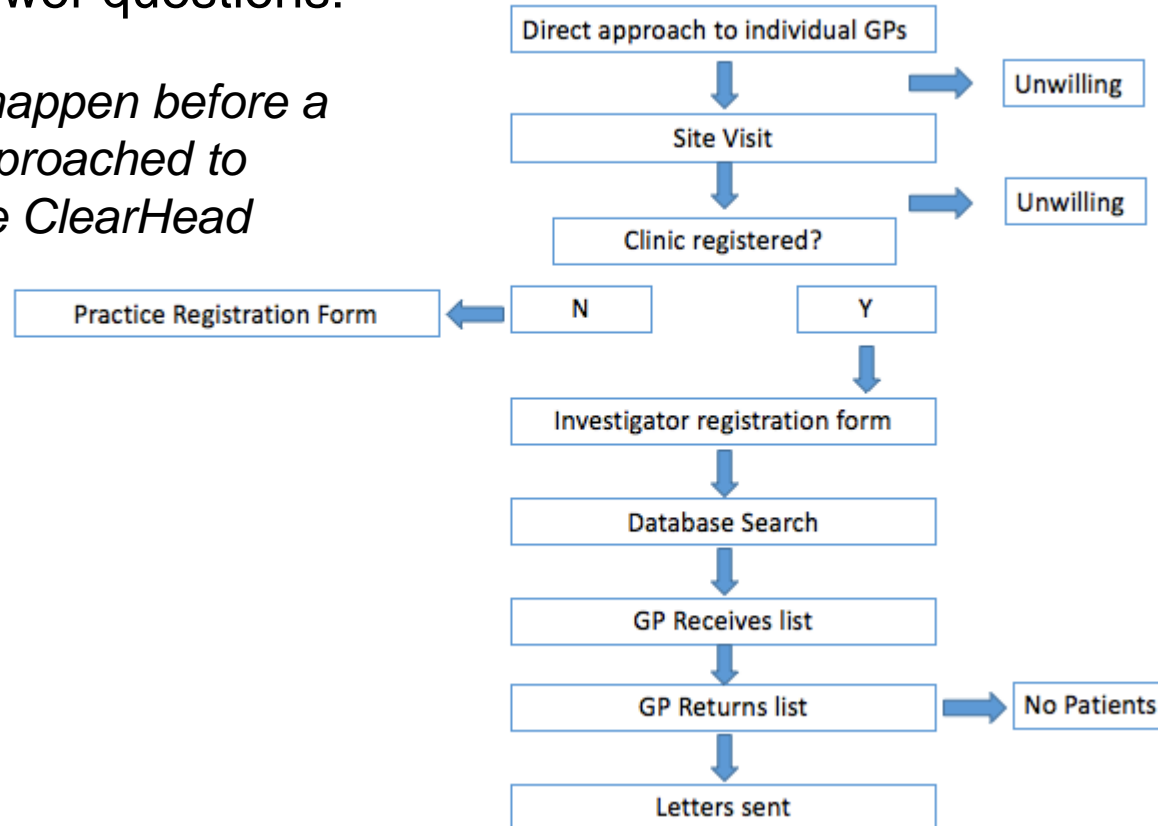 wer questions.
happen before a
proached to
e ClearHead
Direct approach to individual GPs
Unwilling
Site Visit
Unwilling
Clinic registered?
Practice Registration Form
N
Y
Investigator registration form
Database Search
GP Receives list
GP Returns list
No Patients
Letters sent